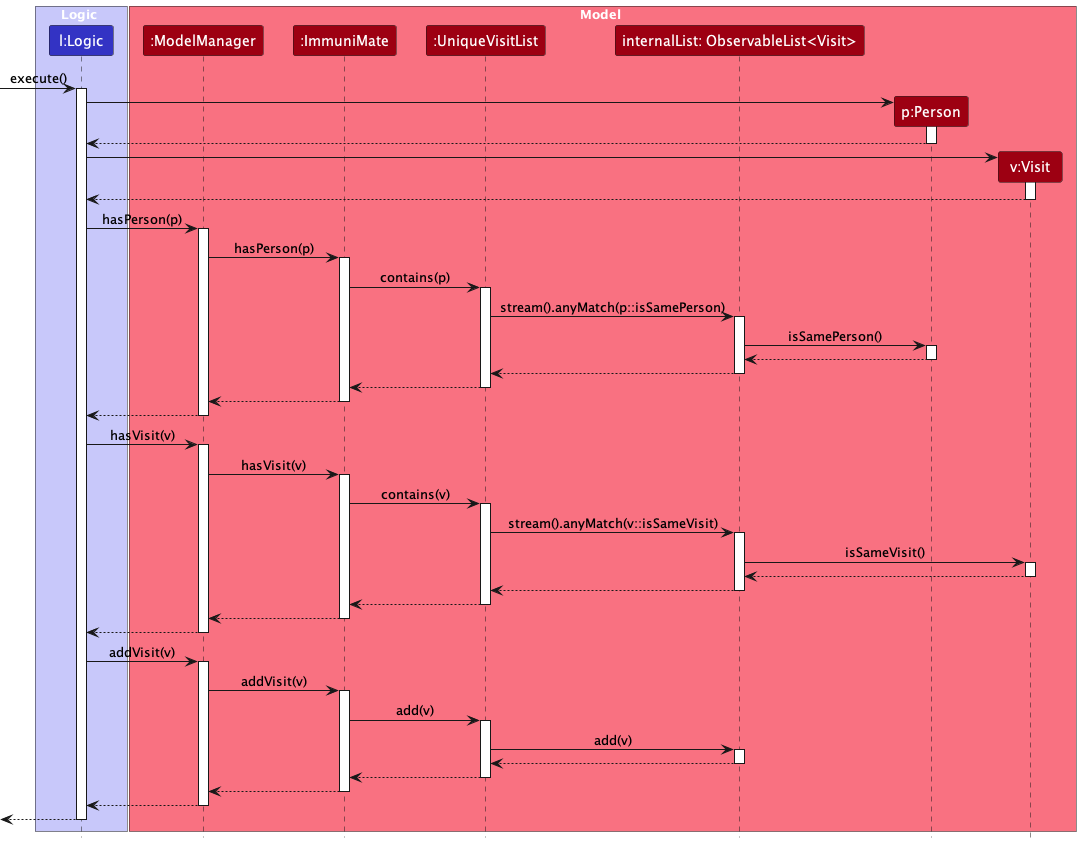 Logic
Model
l:Logic
:ModelManager
:ImmuniMate
:UniqueVisitList
internalList: ObservableList<Visit>
execute()
p:Person
v:Visit
hasPerson(p)
hasPerson(p)
contains(p)
stream().anyMatch(p::isSamePerson)
isSamePerson()
hasVisit(v)
hasVisit(v)
contains(v)
stream().anyMatch(v::isSameVisit)
isSameVisit()
addVisit(v)
addVisit(v)
add(v)
add(v)